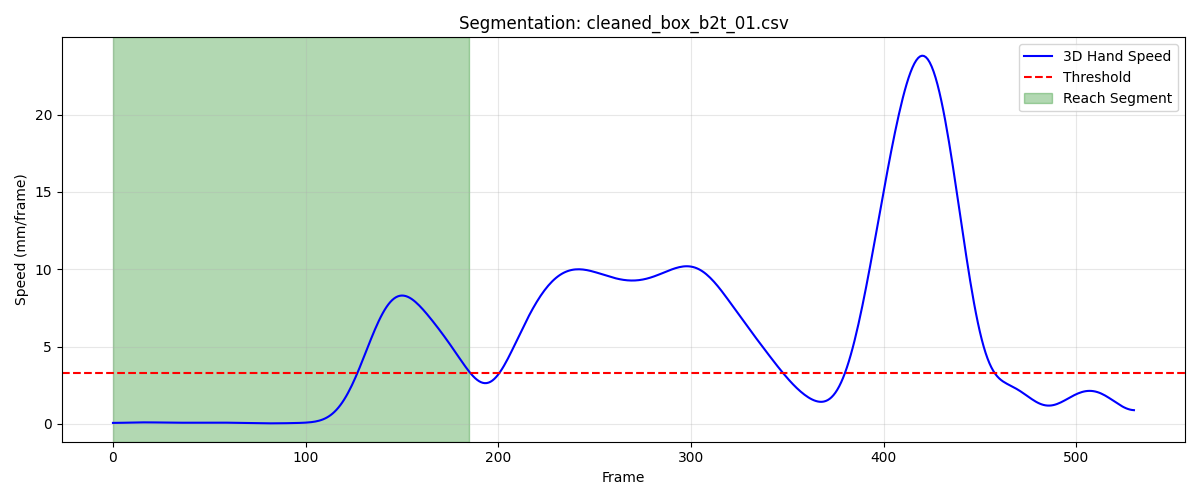 Segmentation: cleaned_box_b2t_01.csv
3D Hand Speed
Threshold
Reach Segment
Speed (mm/frame)
20
15
10
5
0
0 100 200 300 400 500
Frame